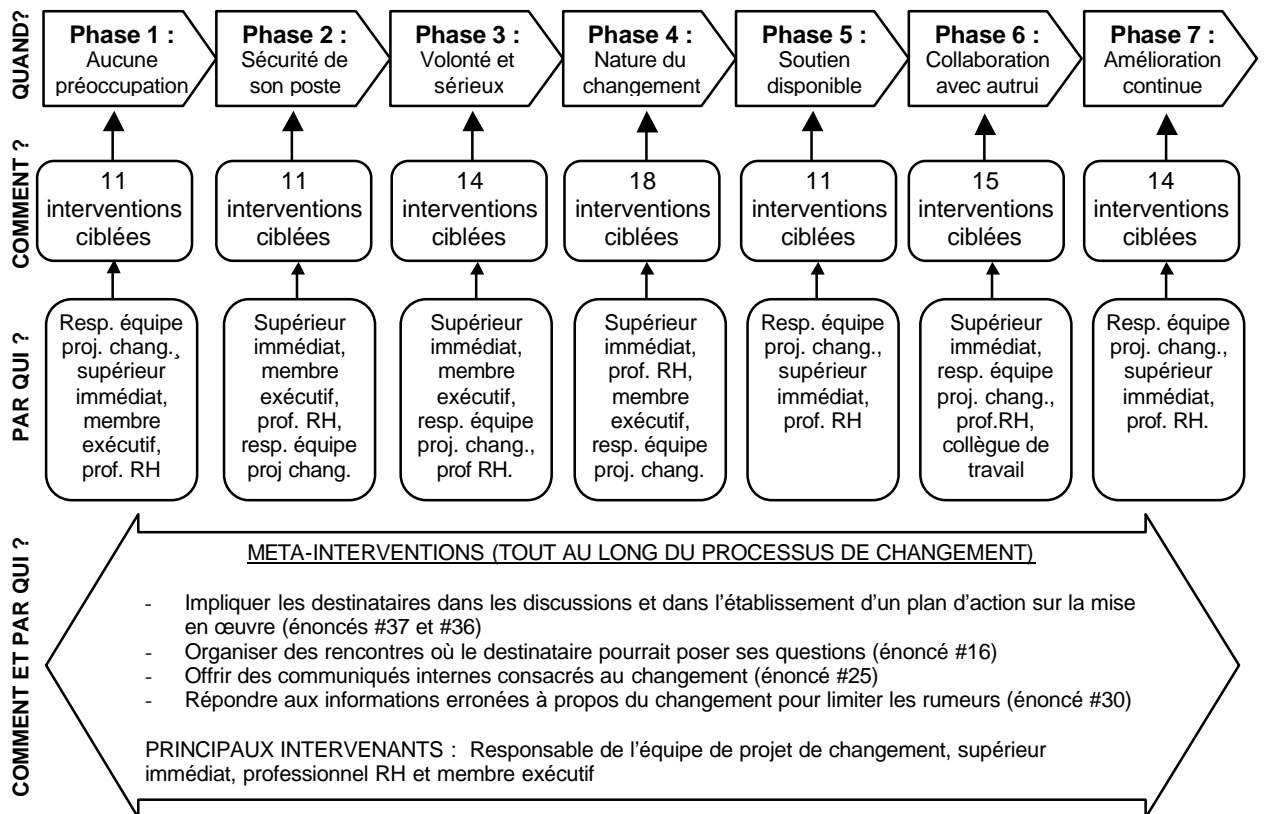 QUAND?
Phase 1 :
Aucune
préoccupation
Phase 2 :
Sécurité de
son poste
Phase 3 :
Volonté et
sérieux
Phase 4 :
Nature du
changement
Phase 5 :
Soutien
disponible
Phase 6 :
Collaboration
avec autrui
Phase 7 :
Amélioration
continue
COMMENT ?
11
interventions
ciblées
11
interventions
ciblées
14
interventions
ciblées
18
interventions
ciblées
11
interventions
ciblées
15
interventions
ciblées
14
interventions
ciblées
PAR QUI ?
Resp. équipe
proj. chang.¸
supérieur
immédiat,
membre
exécutif,
prof. RH
Supérieur
immédiat,
membre
exécutif,
prof. RH,
resp. équipe
proj chang.
Supérieur
immédiat,
membre
exécutif,
resp. équipe
proj. chang.,
prof RH.
Supérieur
immédiat,
prof. RH,
membre
exécutif,
resp. équipe
proj. chang.
Resp. équipe
proj. chang.,
supérieur
immédiat,
prof. RH
Supérieur
immédiat,
resp. équipe
proj. chang.,
prof.RH,
collègue de
travail
Resp. équipe
proj. chang.,
supérieur
immédiat,
prof. RH.
COMMENT ET PAR QUI ?
META-INTERVENTIONS (TOUT AU LONG DU PROCESSUS DE CHANGEMENT)
- Impliquer les destinataires dans les discussions et dans l’établissement d’un plan d’action sur la mise
en œuvre (énoncés #37 et #36)
- Organiser des rencontres où le destinataire pourrait poser ses questions (énoncé #16)
- Offrir des communiqués internes consacrés au changement (énoncé #25)
- Répondre aux informations erronées à propos du changement pour limiter les rumeurs (énoncé #30)
PRINCIPAUX INTERVENANTS : Responsable de l’équipe de projet de changement, supérieur
immédiat, professionnel RH et membre exécutif